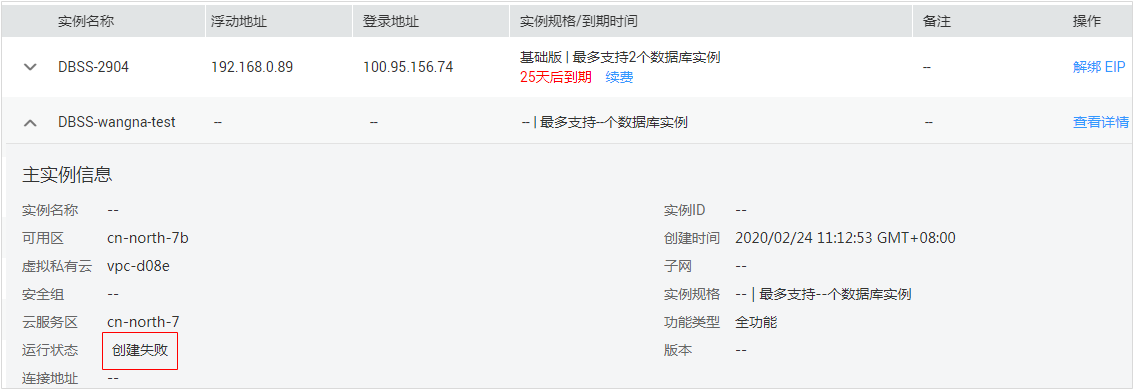 实例名称 浮动地址 登录地址 实例规格/到期时间 备注 操作
DBSS-2904 192.168.0.89 100.95.156.74 基础版 | 最多支持2个数据库实例 -- 解绑 EIP
25天后到期 续费
DBSS-wangna-test -- -- -- | 最多支持--个数据库实例 -- 查看详情
主实例信息
实例名称 -- 实例ID --
可用区 cn-north-7b 创建时间 2020/02/24 11:12:53 GMT+08:00
虚拟私有云 vpc-d08e 子网 --
安全组 -- 实例规格 -- | 最多支持--个数据库实例
云服务区 cn-north-7 功能类型 全功能
运行状态 创建失败 版本 --
连接地址 --